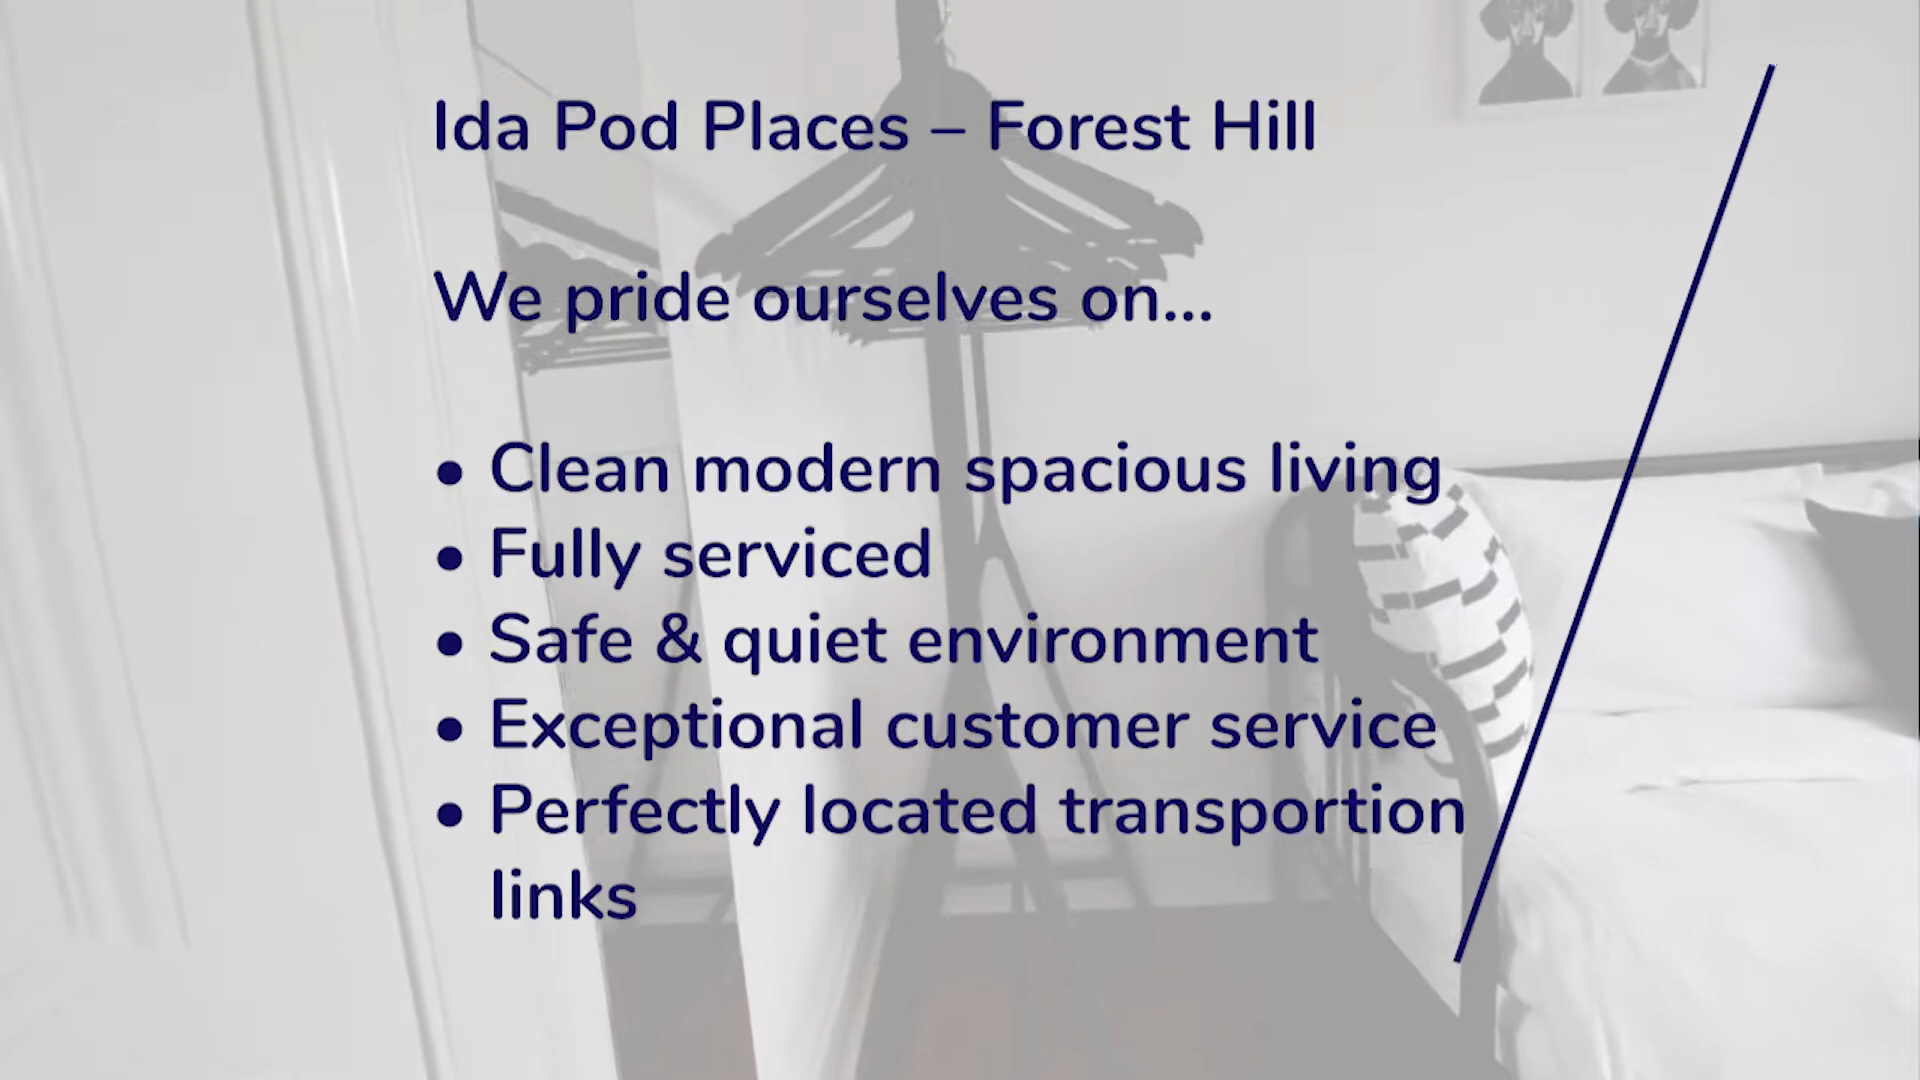 Ida Pod Places – Forest Hill
We pride ourselves on...
• Clean modern spacious living
• Fully serviced
• Safe & quiet environment
• Exceptional customer service
• Perfectly located transportion
links